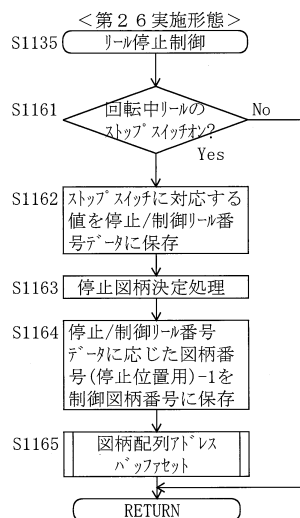 ＜第２６実施形態＞
S1135
ﾘｰﾙ停止制御
S1161
回転中ﾘｰﾙの
ｽﾄｯﾌﾟｽｲｯﾁｵﾝ?
No
Yes
S1162
ｽﾄｯﾌﾟｽｲｯﾁに対応する
値を停止/制御ﾘｰﾙ番
号ﾃﾞｰﾀに保存
S1163
停止図柄決定処理
S1164
停止/制御ﾘｰﾙ番号
ﾃﾞｰﾀに応じた図柄番
号(停止位置用)-1を
制御図柄番号に保存
S1165
図柄配列ｱﾄﾞﾚｽ
ﾊﾞｯﾌｧｾｯﾄ
RETURN